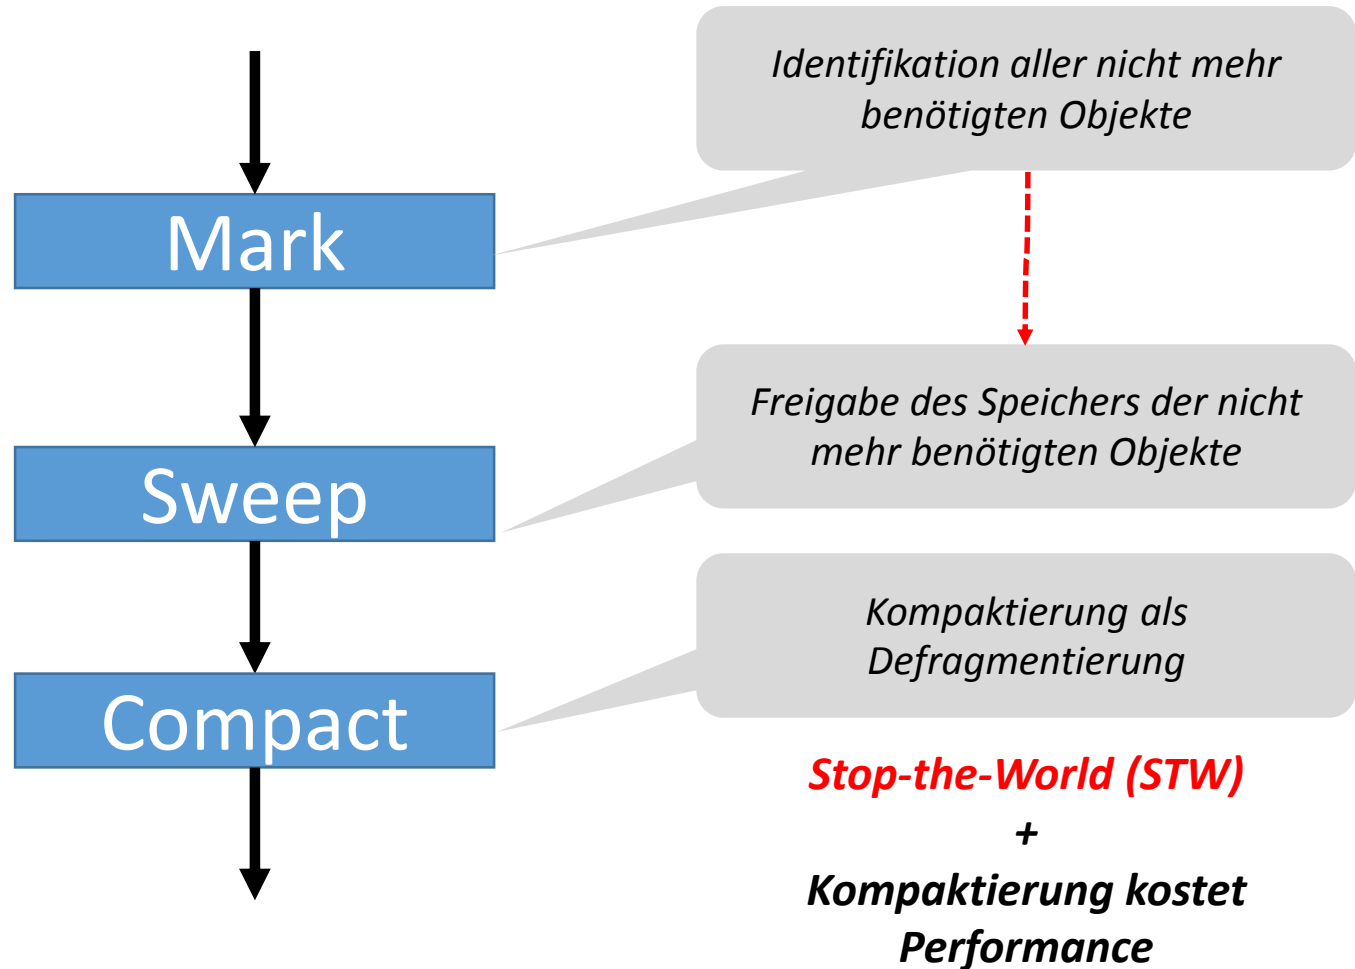 Identifikation aller nicht mehr
benötigten Objekte
Mark
Freigabe des Speichers der nicht
mehr benötigten Objekte
Sweep
Kompaktierung als
Defragmentierung
Compact
Stop-the-World (STW)
+
Kompaktierung kostet
Performance